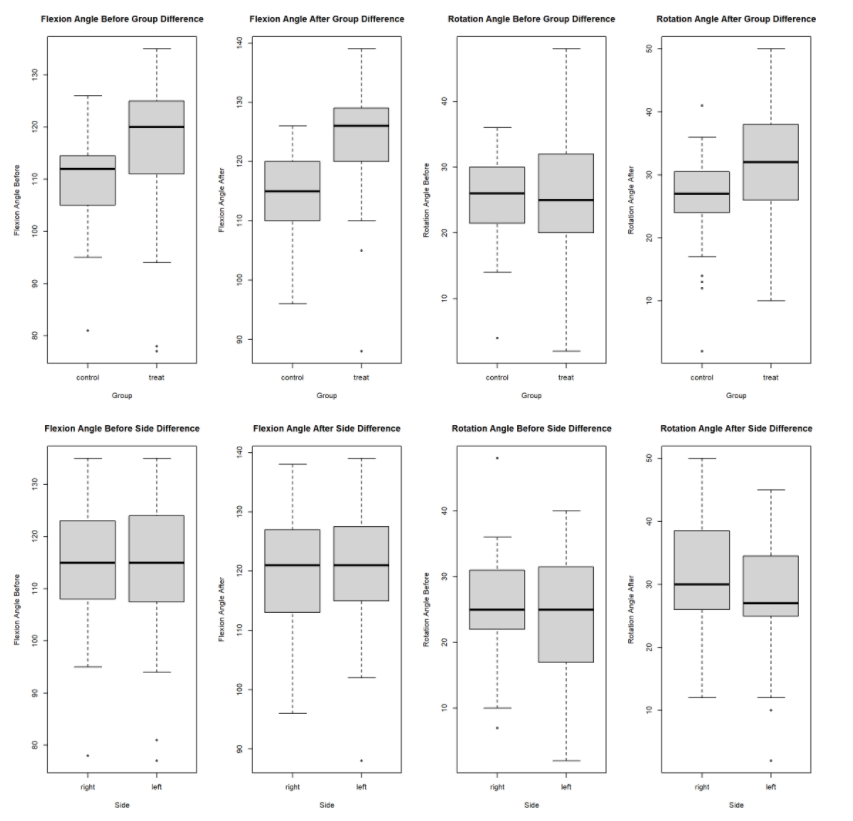 Flexion Angle Before Group Difference
Flexion Angle Before
130
120
110
100
90
80
control treat
Group
Flexion Angle After Group Difference
Flexion Angle After
140
130
120
110
100
90
control treat
Group
Rotation Angle Before Group Difference
Rotation Angle Before
40
30
20
10
control treat
Group
Rotation Angle After Group Difference
Rotation Angle After
50
40
30
20
10
control treat
Group
Flexion Angle Before Side Difference
Flexion Angle Before
130
120
110
100
90
80
right left
Side
Flexion Angle After Side Difference
Flexion Angle After
140
130
120
110
100
90
right left
Side
Rotation Angle Before Side Difference
Rotation Angle Before
40
30
20
10
right left
Side
Rotation Angle After Side Difference
Rotation Angle After
50
40
30
20
10
right left
Side